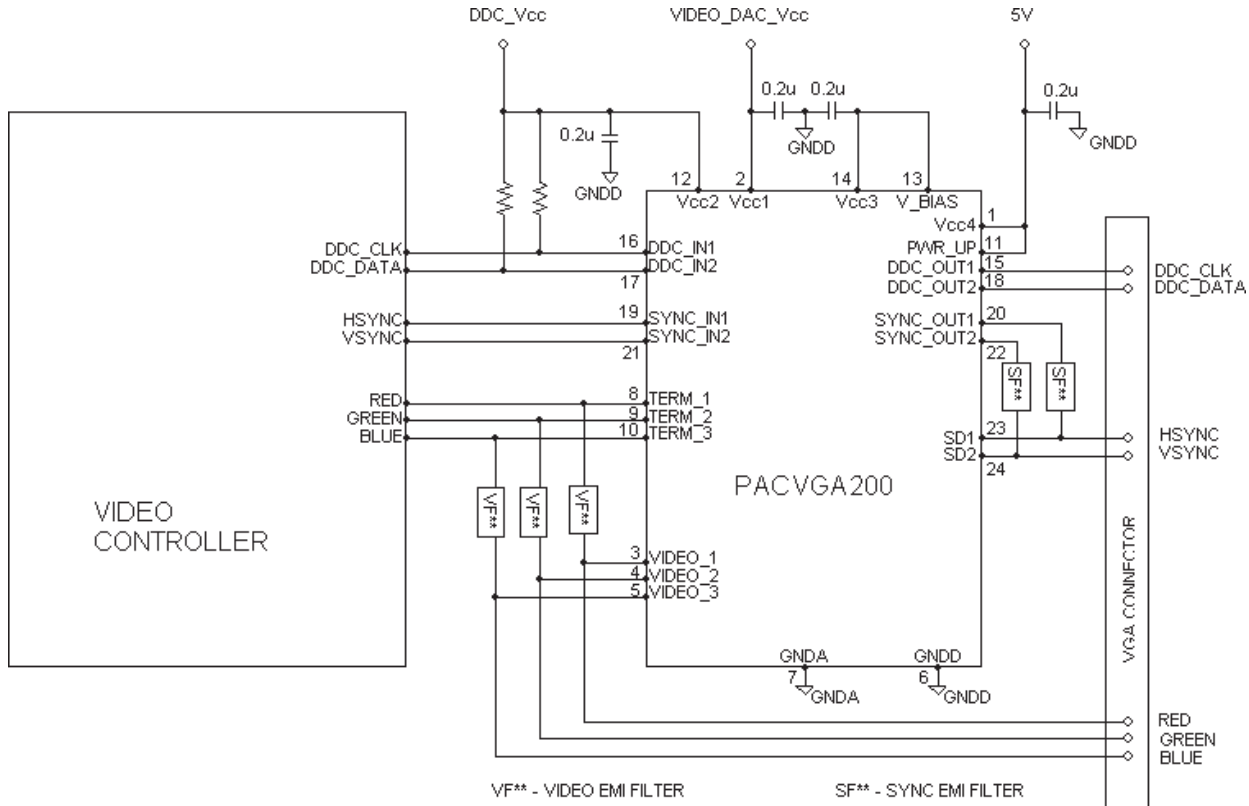 DDC_Vcc
VIDEO_DAC_Vcc
5V
0.2u
0.2u
0.2u
0.2u
GNDD
GNDD
GNDD
12
2
14
13
Vcc2
Vcc1
Vcc3
V_BIAS
Vcc4
1
PWR_UP
11
DDC_CLK
16
DDC_IN1
DDC_OUT1
15
DDC_CLK
DDC_DATA
17
DDC_IN2
DDC_OUT2
18
DDC_DATA
HSYNC
19
SYNC_IN1
SYNC_OUT1
20
VSYNC
21
SYNC_IN2
SYNC_OUT2
22
SF**
SF**
RED
8
TERM_1
GREEN
9
TERM_2
BLUE
10
TERM_3
SD1
23
HSYNC
SD2
24
VSYNC
VIDEO
CONTROLLER
PACVGA200
VF**
VF**
VF**
VGA CONNECTOR
3
VIDEO_1
4
VIDEO_2
5
VIDEO_3
GNDA
7
GNDA
GNDD
6
GNDD
RED
GREEN
BLUE
VF** - VIDEO EMI FILTER
SF** - SYNC EMI FILTER